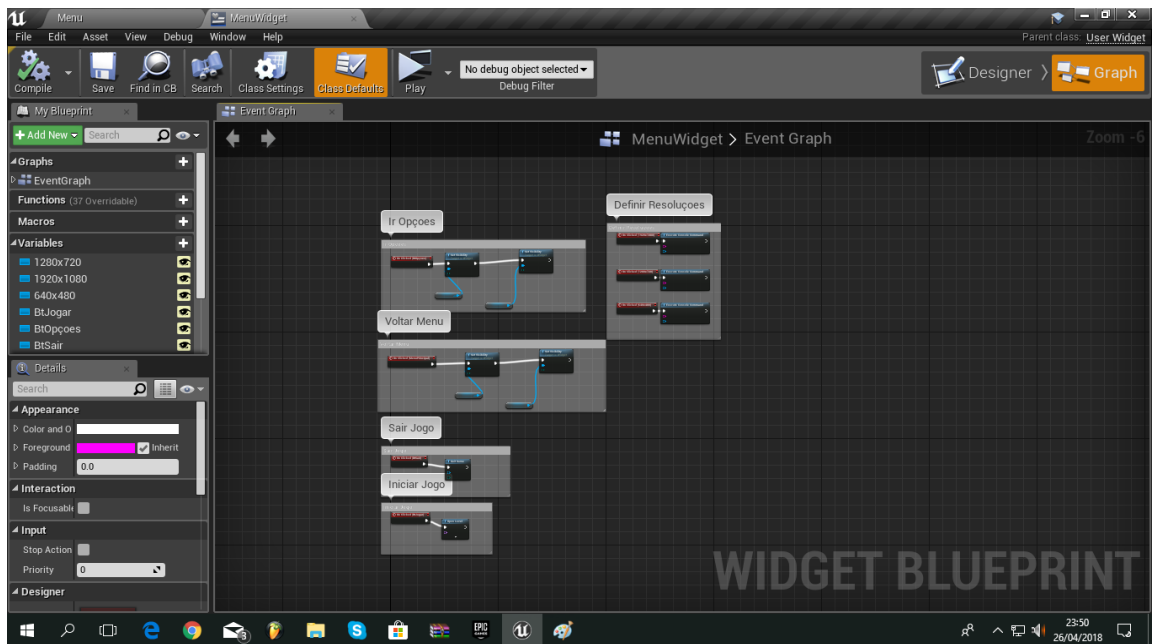 Menu
MenuWidget
File Edit Asset View Debug Window Help
Parent class: User Widget
Compile
Save
Find in CB
Search
Class Settings
Class Defaults
Play
No debug object selected
Debug Filter
Designer
Graph
My Blueprint
Event Graph
Add New
Search
MenuWidget > Event Graph
Zoom -6
Graphs
EventGraph
Functions (37 Overridable)
Macros
Variables
1280x720
1920x1080
640x480
BtJogar
BtOpçoes
BtSair
Definir Resoluçoes
Ir Opçoes
Voltar Menu
Sair Jogo
Iniciar Jogo
Details
Search
Appearance
Color and O
Foreground
Inherit
Padding
0.0
Interaction
Is Focusabl
Input
Stop Action
Priority
0
Designer
WIDGET BLUEPRINT
EPIC
GAMES
23:50
26/04/2018